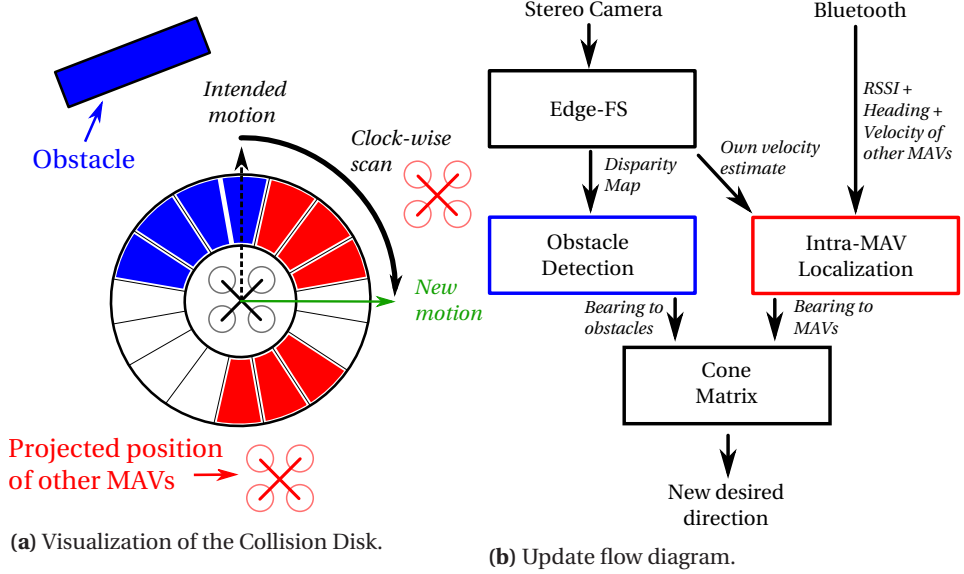 Obstacle
Intended
motion
Clock-wise
scan
New
motion
Projected position
of other MAVs
(a) Visualization of the Collision Disk.
Stereo Camera
Bluetooth
Edge-FS
RSSI +
Heading +
Velocity of
other MAVs
Disparity
Map
Own velocity
estimate
Obstacle
Detection
Intra-MAV
Localization
Bearing to
obstacles
Bearing to
MAVs
Cone
Matrix
New desired
direction
(b) Update flow diagram.